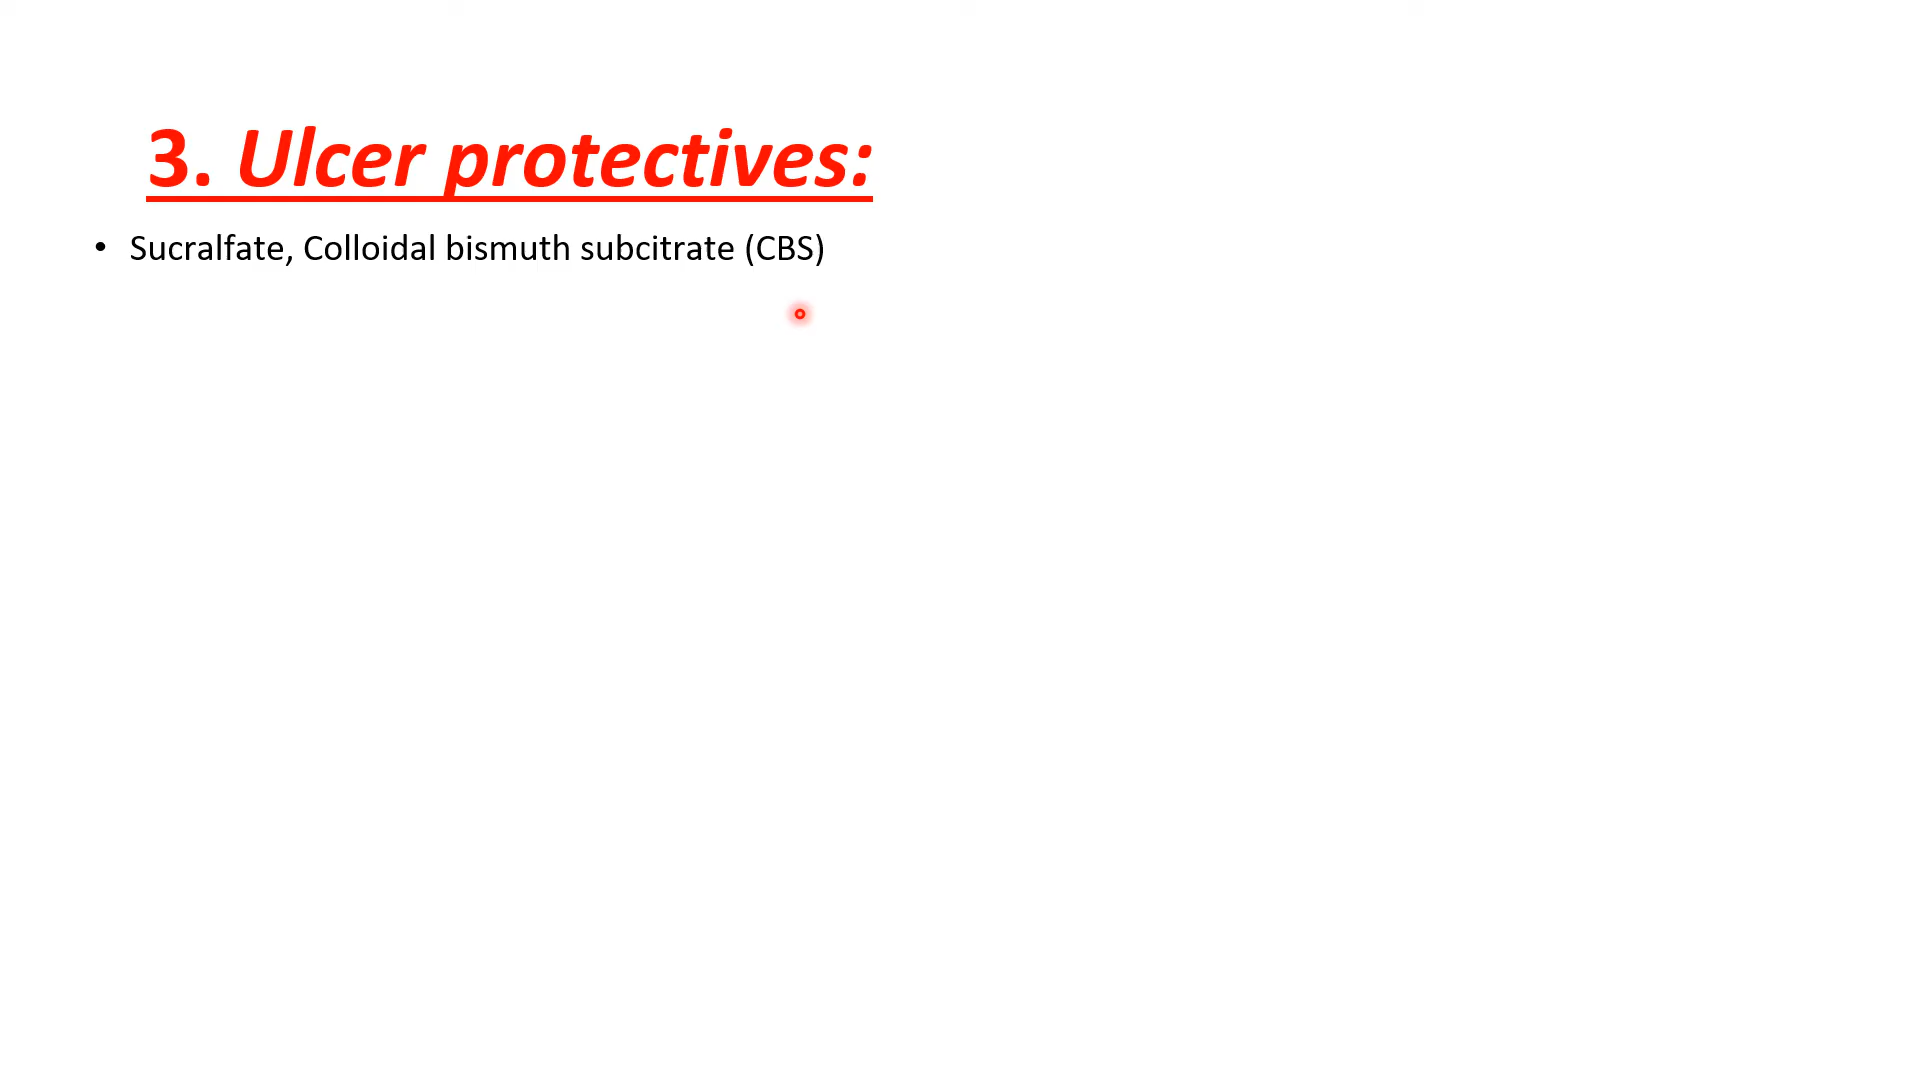 3. Ulcer protectives:
• Sucralfate, Colloidal bismuth subcitrate (CBS)